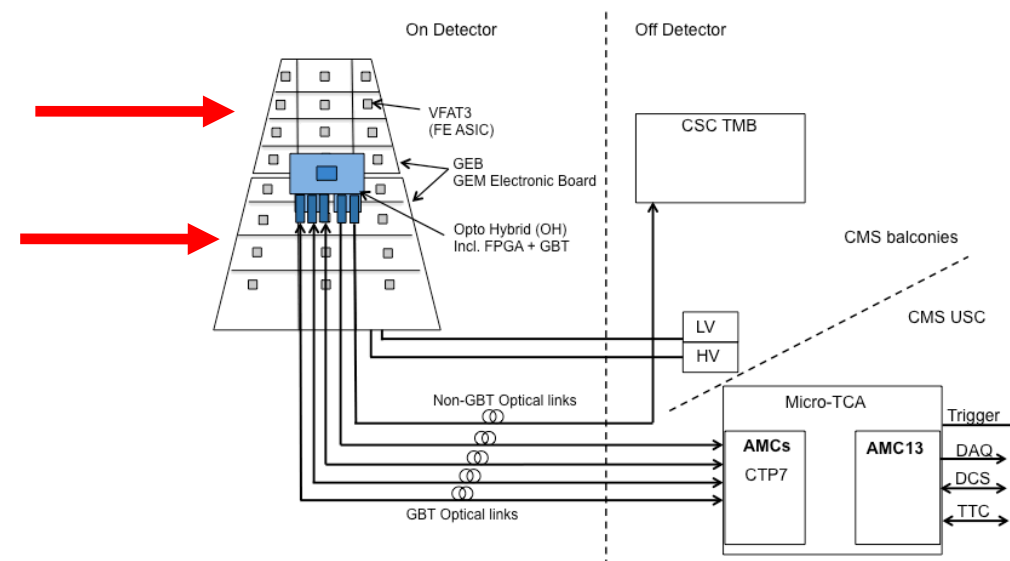 On Detector
Off Detector
VFAT3
(FE ASIC)
GEB
GEM Electronic Board
Opto Hybrid (OH)
Incl. FPGA + GBT
CSC TMB
CMS balconies
CMS USC
LV
HV
Non-GBT Optical links
GBT Optical links
Micro-TCA
AMCs
CTP7
AMC13
Trigger
DAQ
DCS
TTC